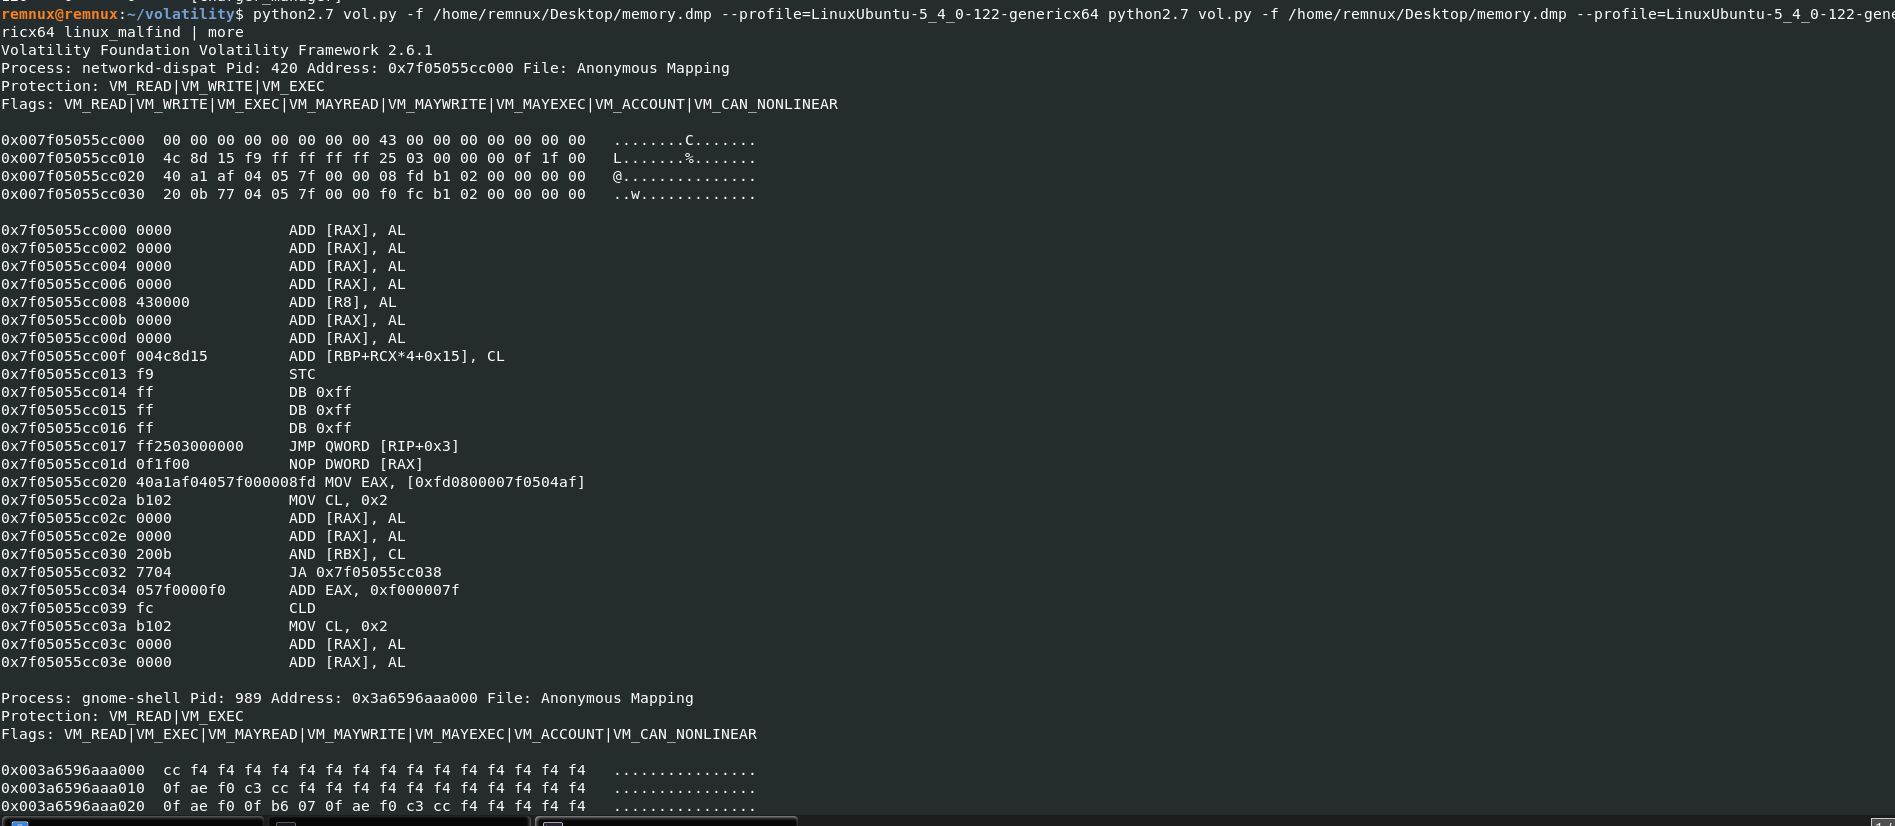 remnux@remnux:~/volatility$ python2.7 vol.py -f /home/remnux/Desktop/memory.dmp --profile=LinuxUbuntu-5_4_0-122-genericx64 python2.7 vol.py -f /home/remnux/Desktop/memory.dmp --profile=LinuxUbuntu-5_4_0-122-gene
ricx64 linux_malfind | more
Volatility Foundation Volatility Framework 2.6.1
Process: networkd-dispat Pid: 420 Address: 0x7f05055cc000 File: Anonymous Mapping
Protection: VM_READ|VM_WRITE|VM_EXEC
Flags: VM_READ|VM_WRITE|VM_EXEC|VM_MAYREAD|VM_MAYWRITE|VM_MAYEXEC|VM_ACCOUNT|VM_CAN_NONLINEAR
0x007f05055cc000  00 00 00 00 00 00 00 00 43 00 00 00 00 00 00 00   ........C.......
0x007f05055cc010  4c 8d 15 f9 ff ff ff ff 25 03 00 00 00 0f 1f 00   L.......%.......
0x007f05055cc020  40 a1 af 04 05 7f 00 00 08 fd b1 02 00 00 00 00   @...............
0x007f05055cc030  20 0b 77 04 05 7f 00 00 f0 fc b1 02 00 00 00 00   ..w.............
0x7f05055cc000 0000             ADD [RAX], AL
0x7f05055cc002 0000             ADD [RAX], AL
0x7f05055cc004 0000             ADD [RAX], AL
0x7f05055cc006 0000             ADD [RAX], AL
0x7f05055cc008 430000           ADD [R8], AL
0x7f05055cc00b 0000             ADD [RAX], AL
0x7f05055cc00d 0000             ADD [RAX], AL
0x7f05055cc00f 004c8d15         ADD [RBP+RCX*4+0x15], CL
0x7f05055cc013 f9               STC
0x7f05055cc014 ff               DB 0xff
0x7f05055cc015 ff               DB 0xff
0x7f05055cc016 ff               DB 0xff
0x7f05055cc017 ff2503000000     JMP QWORD [RIP+0x3]
0x7f05055cc01d 0f1f00           NOP DWORD [RAX]
0x7f05055cc020 40a1af04057f000008fd MOV EAX, [0xfd0800007f0504af]
0x7f05055cc02a b102             MOV CL, 0x2
0x7f05055cc02c 0000             ADD [RAX], AL
0x7f05055cc02e 0000             ADD [RAX], AL
0x7f05055cc030 200b             AND [RBX], CL
0x7f05055cc032 7704             JA 0x7f05055cc038
0x7f05055cc034 057f0000f0       ADD EAX, 0xf000007f
0x7f05055cc039 fc               CLD
0x7f05055cc03a b102             MOV CL, 0x2
0x7f05055cc03c 0000             ADD [RAX], AL
0x7f05055cc03e 0000             ADD [RAX], AL
Process: gnome-shell Pid: 989 Address: 0x3a6596aaa000 File: Anonymous Mapping
Protection: VM_READ|VM_EXEC
Flags: VM_READ|VM_EXEC|VM_MAYREAD|VM_MAYWRITE|VM_MAYEXEC|VM_ACCOUNT|VM_CAN_NONLINEAR
0x003a6596aaa000  cc f4 f4 f4 f4 f4 f4 f4 f4 f4 f4 f4 f4 f4 f4 f4   ................
0x003a6596aaa010  0f ae f0 c3 cc f4 f4 f4 f4 f4 f4 f4 f4 f4 f4 f4   ................
0x003a6596aaa020  0f ae f0 0f b6 07 0f ae f0 c3 cc f4 f4 f4 f4 f4   ................